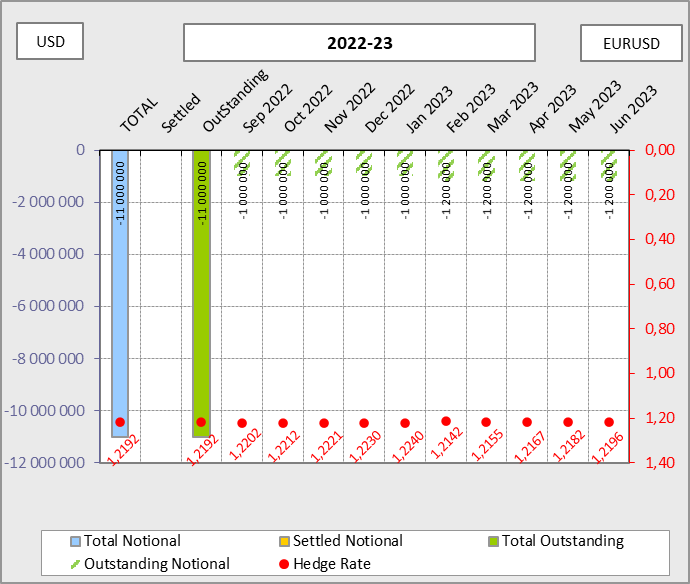 USD
2022-23
EURUSD
TOTAL
Settled
OutStanding
Sep 2022
Oct 2022
Nov 2022
Dec 2022
Jan 2023
Feb 2023
Mar 2023
Apr 2023
May 2023
Jun 2023
0
-2 000 000
-4 000 000
-6 000 000
-8 000 000
-10 000 000
-12 000 000
-11 000 000
-11 000 000
-1 000 000
-1 000 000
-1 000 000
-1 000 000
-1 000 000
-1 200 000
-1 200 000
-1 200 000
-1 200 000
-1 200 000
0,00
0,20
0,40
0,60
0,80
1,00
1,20
1,40
1,2192
1,2192
1,2202
1,2212
1,2221
1,2230
1,2240
1,2142
1,2155
1,2167
1,2182
1,2196
Total Notional
Settled Notional
Total Outstanding
Outstanding Notional
Hedge Rate